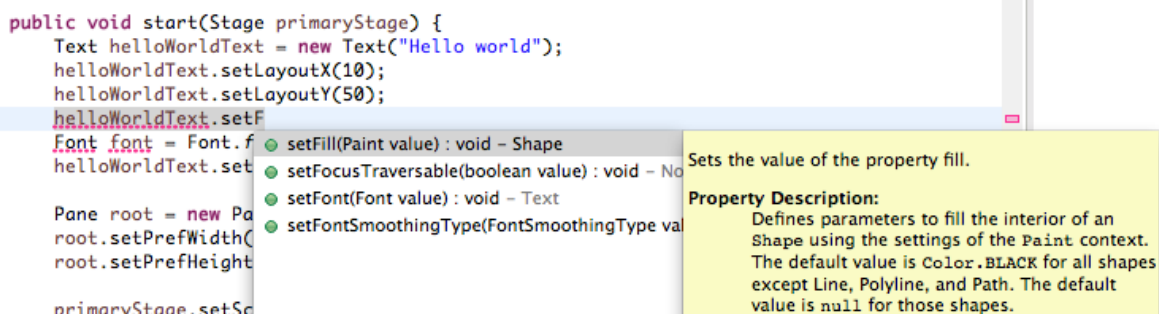 public void start(Stage primaryStage) {
Text helloWorldText = new Text("Hello world");
helloWorldText.setLayoutX(10);
helloWorldText.setLayoutY(50);
helloWorldText.setF
Font font = Font.f
helloWorldText.set
Pane root = new Pa
root.setPrefWidth(
root.setPrefHeight
primaryStage.setSc
setFill(Paint value) : void – Shape
setFocusTraversable(boolean value) : void – No
setFont(Font value) : void – Text
setFontSmoothingType(FontSmoothingType val
Sets the value of the property fill.
Property Description:
Defines parameters to fill the interior of an
Shape using the settings of the Paint context.
The default value is Color.BLACK for all shapes
except Line, Polyline, and Path. The default
value is null for those shapes.